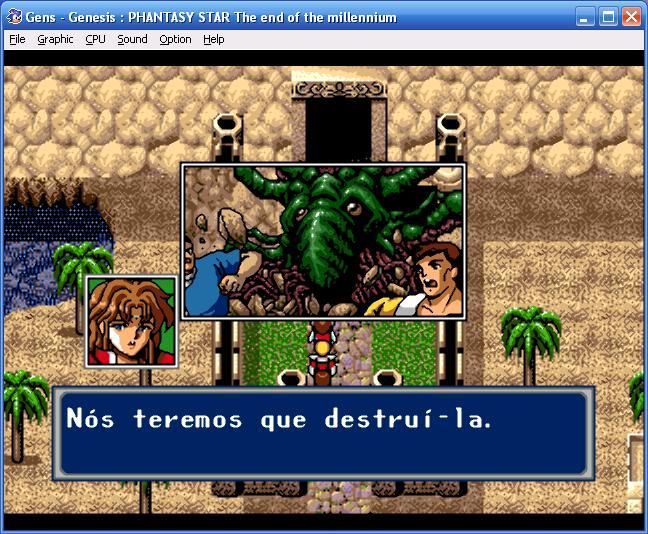 Gens - Genesis : PHANTASY STAR The end of the millennium
File Graphic CPU Sound Option Help
Nós teremos que destruí-la.